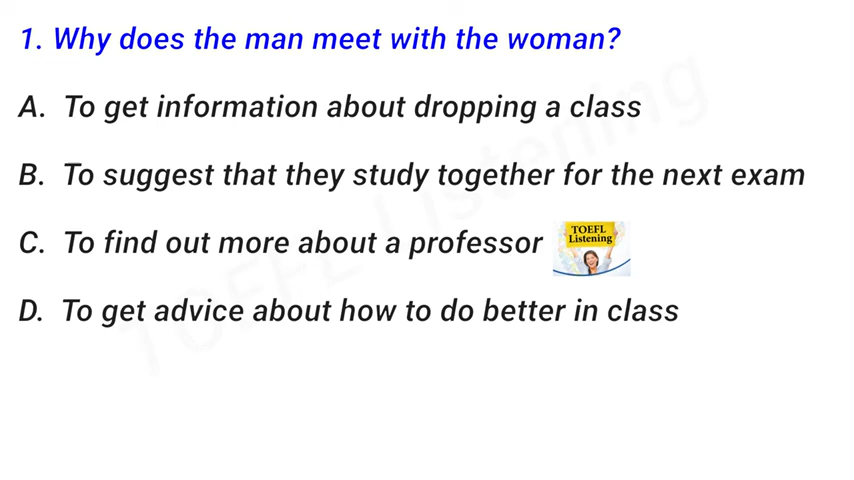 1. Why does the man meet with the woman?
A. To get information about dropping a class
B. To suggest that they study together for the next exam
C. To find out more about a professor
TOEFL
Listening
D. To get advice about how to do better in class
TOEFL Listening